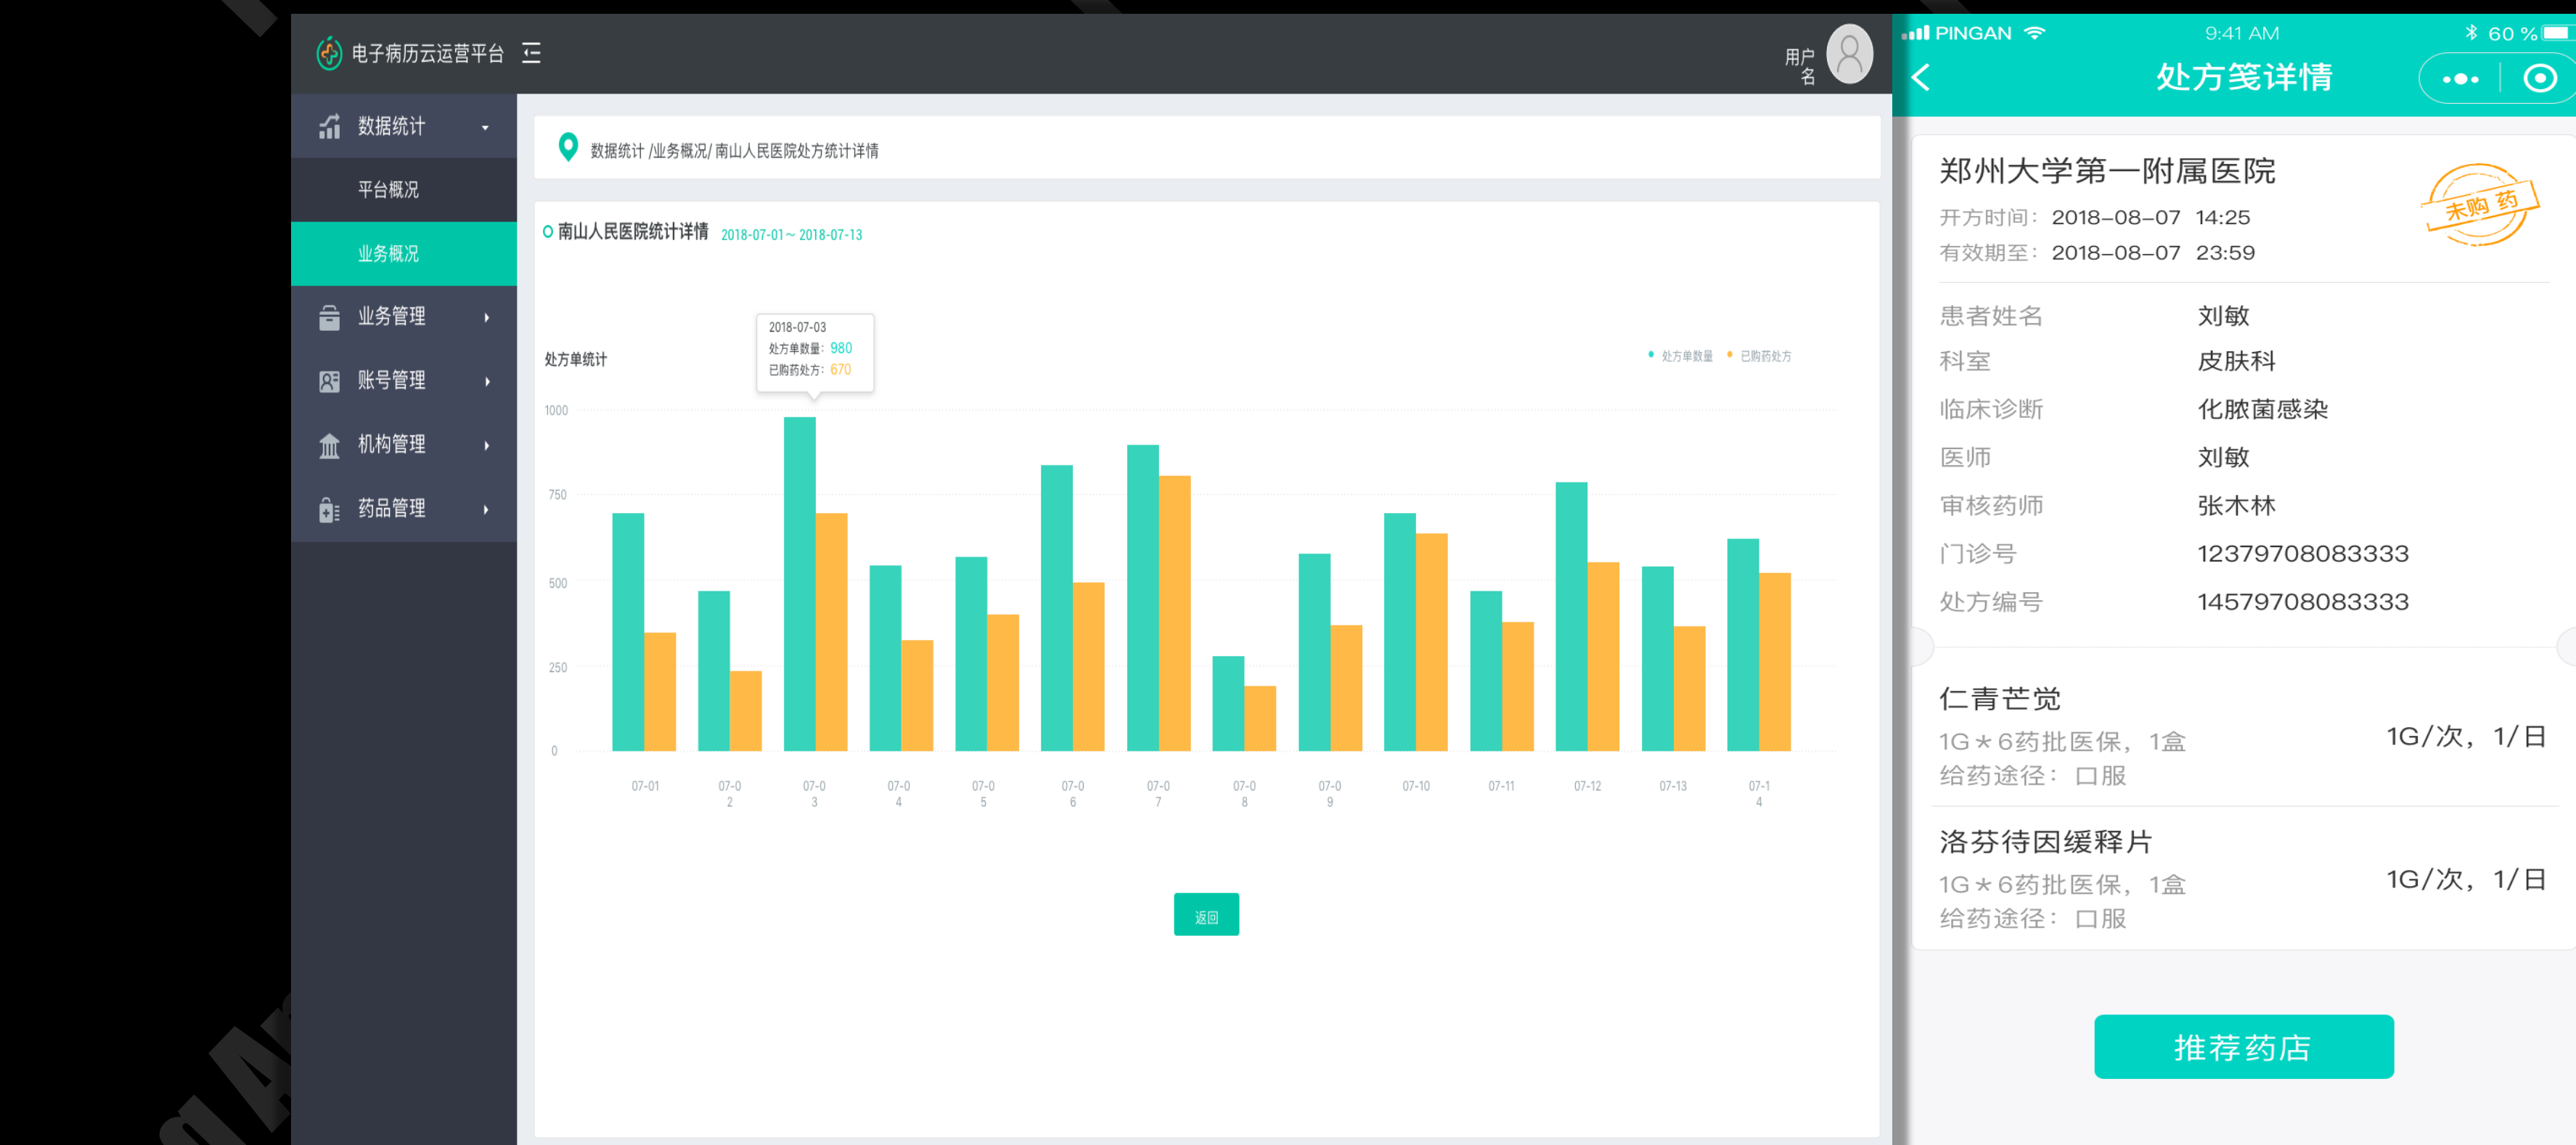 电子病历云运营平台
用户
名
数据统计
平台概况
业务概况
业务管理
账号管理
机构管理
药品管理
数据统计 /业务概况/ 南山人民医院处方统计详情
南山人民医院统计详情 2018-07-01～2018-07-13
2018-07-03
处方单数量：980
已购药处方：670
处方单统计
处方单数量 已购药处方
1000
750
500
250
0
07-01
07-0
2
07-0
3
07-0
4
07-0
5
07-0
6
07-0
7
07-0
8
07-0
9
07-10
07-11
07-12
07-13
07-1
4
返回
PINGAN 9:41 AM 60 %
处方笺详情
郑州大学第一附属医院
未购 药
开方时间：2018-08-07 14:25
有效期至：2018-08-07 23:59
患者姓名 刘敏
科室 皮肤科
临床诊断 化脓菌感染
医师 刘敏
审核药师 张木林
门诊号 12379708083333
处方编号 14579708083333
仁青芒觉
1G*6药批医保，1盒 1G/次，1/日
给药途径：口服
洛芬待因缓释片
1G*6药批医保，1盒 1G/次，1/日
给药途径：口服
推荐药店